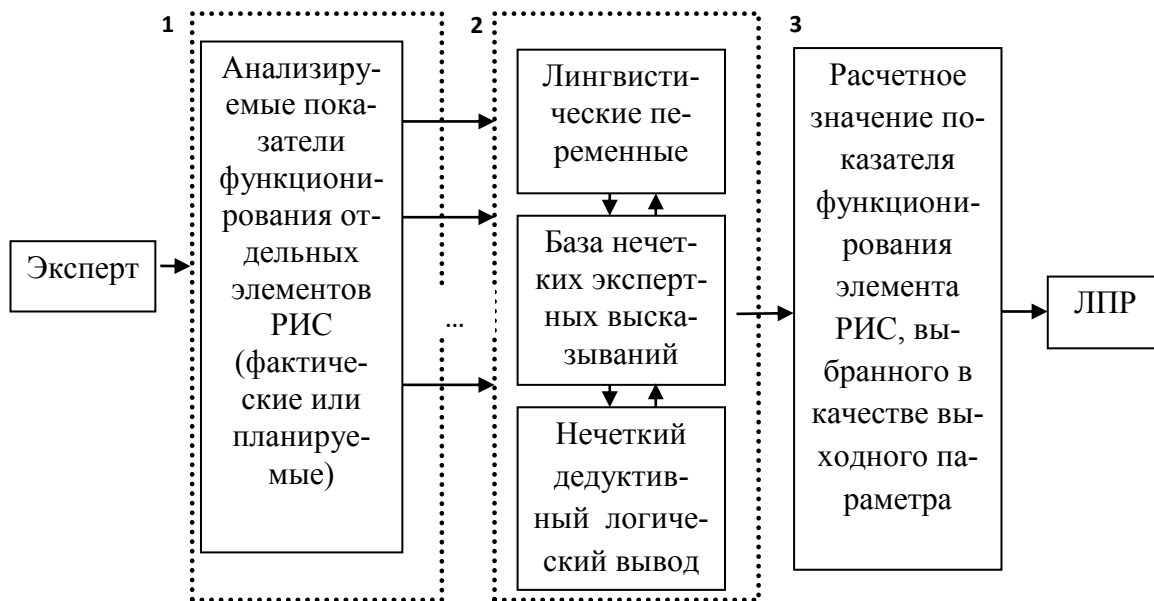 Эксперт
1
Анализиру-
емые пока-
затели
функциони-
рования от-
дельных
элементов
РИС
(фактиче-
ские или
планируе-
мые)
...
2
Лингвисти-
ческие пе-
ременные
База нечет-
ких эксперт-
ных выска-
зываний
Нечеткий
дедуктив-
ный логиче-
ский вывод
3
Расчетное
значение по-
казателя
функциони-
рования
элемента
РИС, вы-
бранного в
качестве вы-
ходного па-
раметра
ЛПР